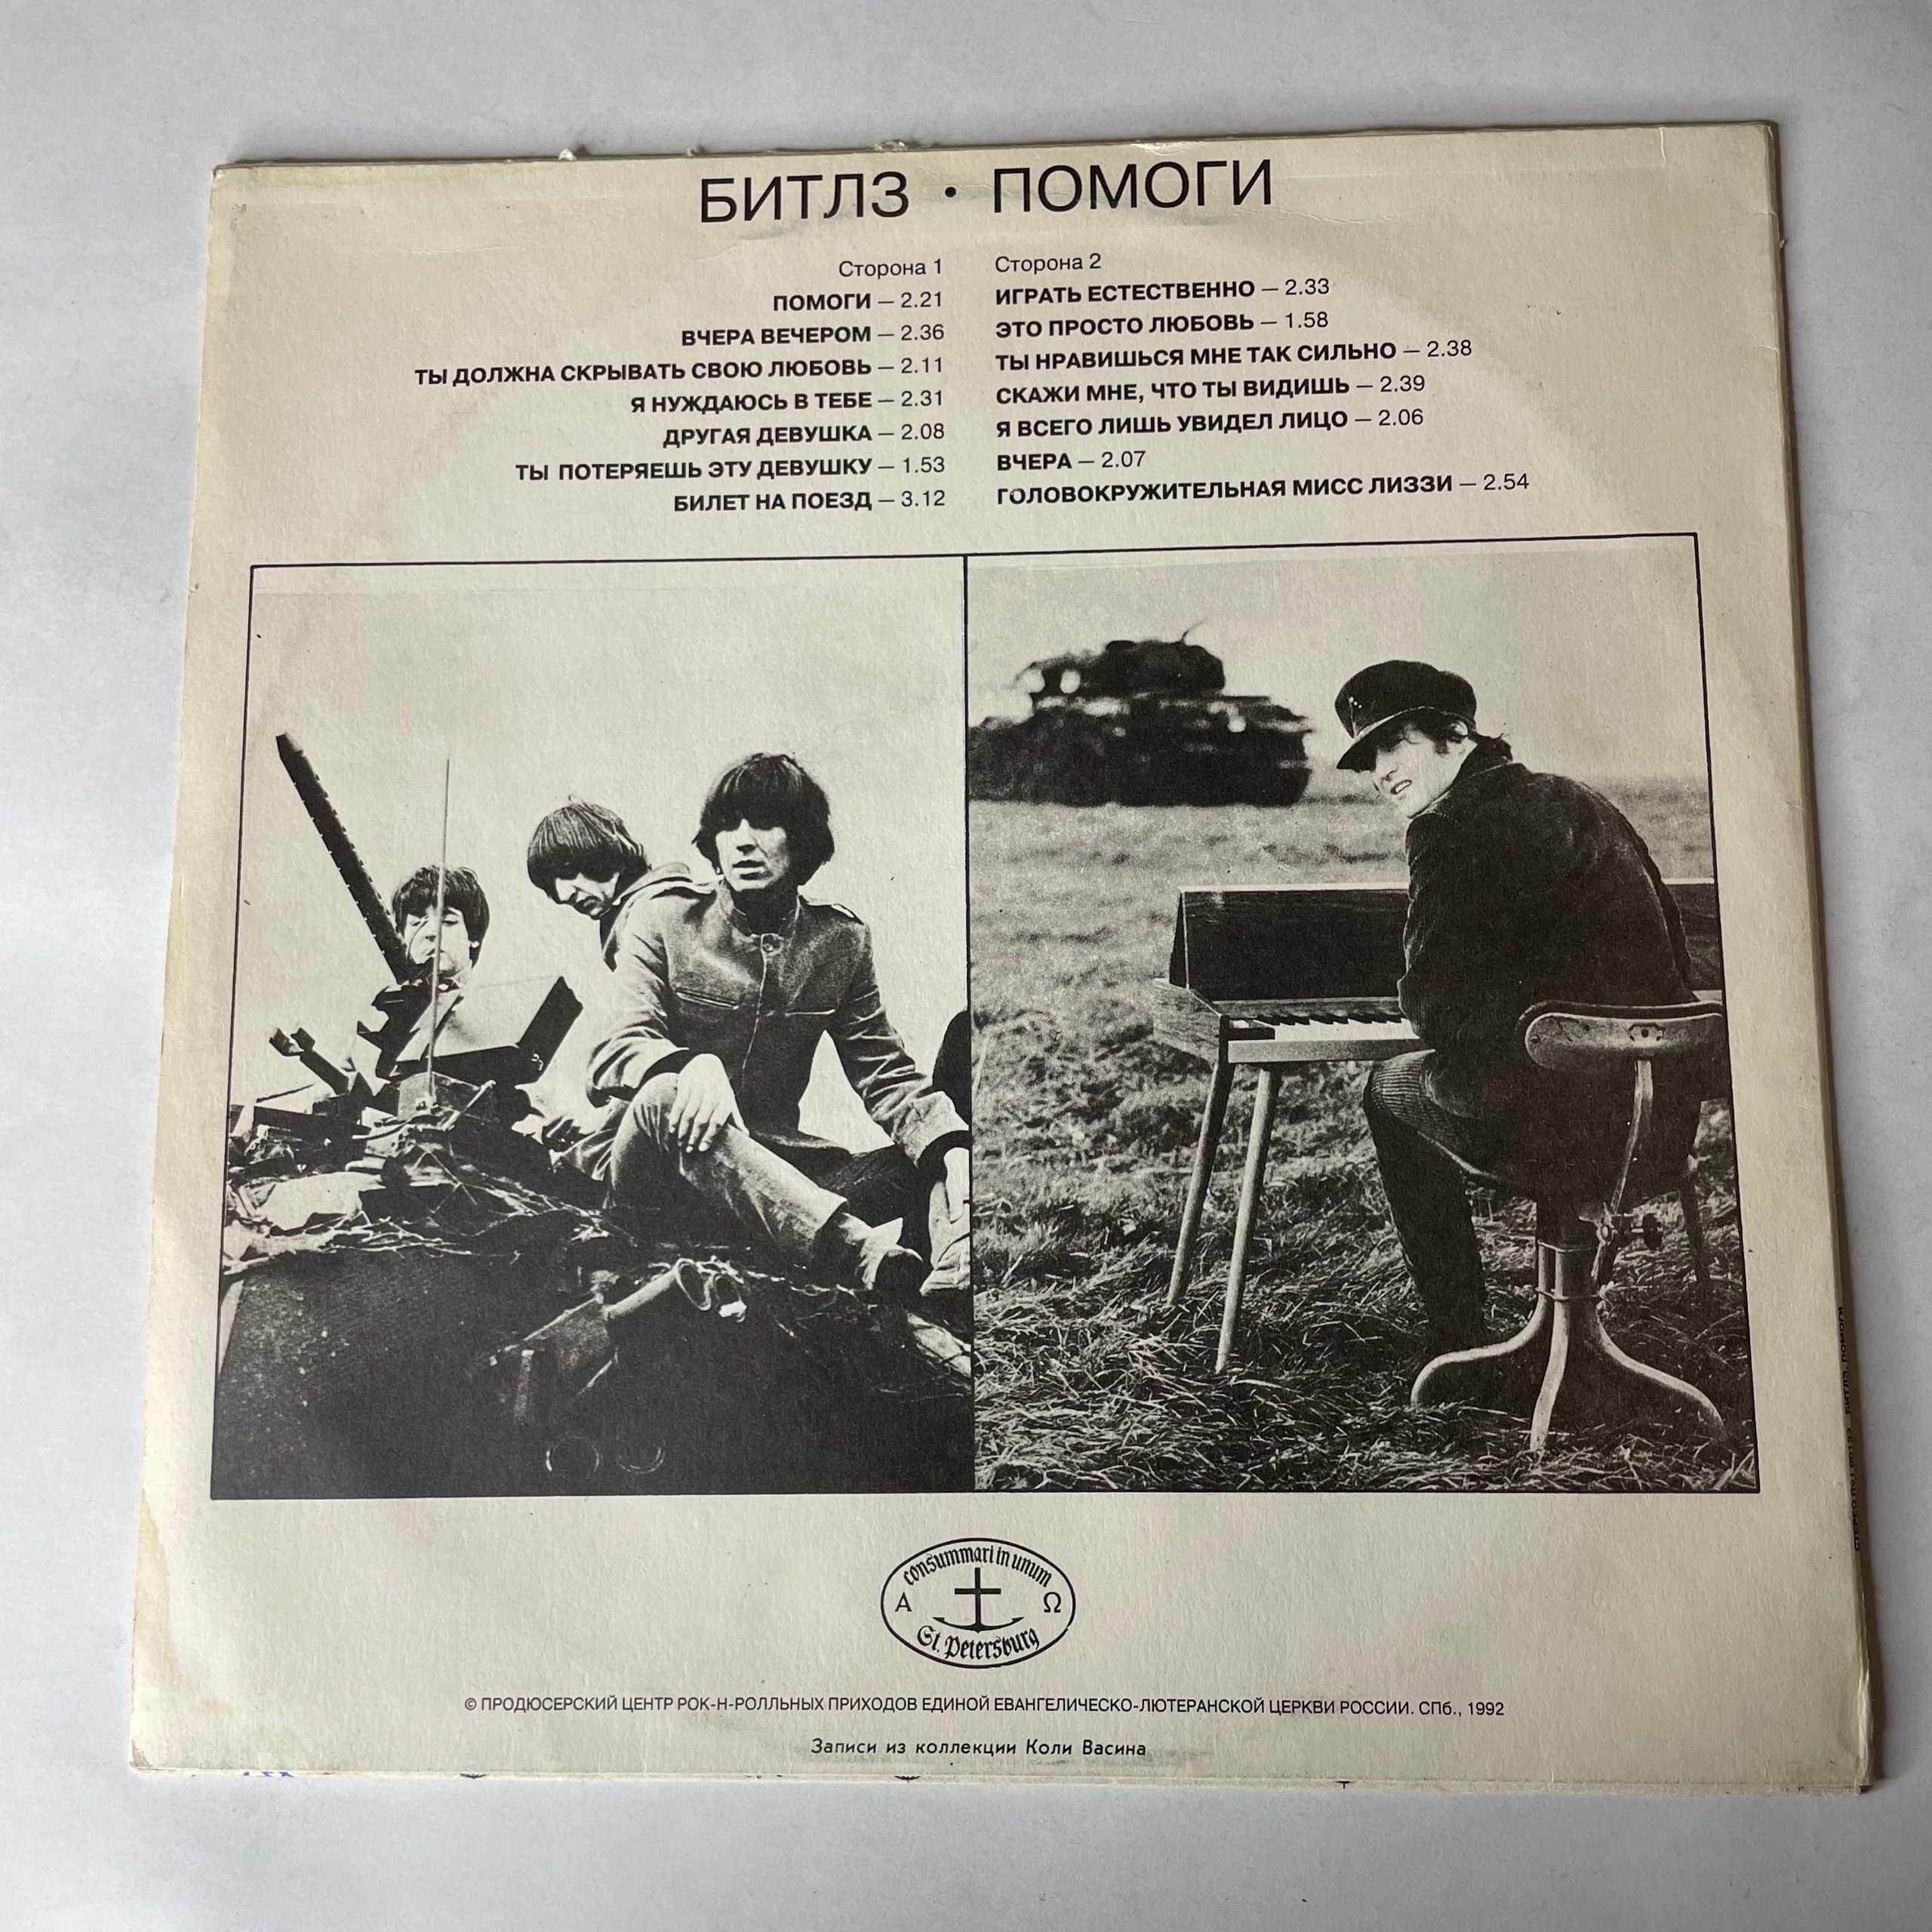 БИТЛЗ • ПОМОГИ
Сторона 1
ПОМОГИ — 2.21
ВЧЕРА ВЕЧЕРОМ — 2.36
ТЫ ДОЛЖНА СКРЫВАТЬ СВОЮ ЛЮБОВЬ — 2.11
Я НУЖДАЮСЬ В ТЕБЕ — 2.31
ДРУГАЯ ДЕВУШКА — 2.08
ТЫ ПОТЕРЯЕШЬ ЭТУ ДЕВУШКУ — 1.53
БИЛЕТ НА ПОЕЗД — 3.12
Сторона 2
ИГРАТЬ ЕСТЕСТВЕННО — 2.33
ЭТО ПРОСТО ЛЮБОВЬ — 1.58
ТЫ НРАВИШЬСЯ МНЕ ТАК СИЛЬНО — 2.38
СКАЖИ МНЕ, ЧТО ТЫ ВИДИШЬ — 2.39
Я ВСЕГО ЛИШЬ УВИДЕЛ ЛИЦО — 2.06
ВЧЕРА — 2.07
ГОЛОВОКРУЖИТЕЛЬНАЯ МИСС ЛИЗЗИ — 2.54
consummari in unum
Α Ω
St. Petersburg
© ПРОДЮСЕРСКИЙ ЦЕНТР РОК-Н-РОЛЛЬНЫХ ПРИХОДОВ ЕДИНОЙ ЕВАНГЕЛИЧЕСКО-ЛЮТЕРАНСКОЙ ЦЕРКВИ РОССИИ. СПб., 1992
Записи из коллекции Коли Васина